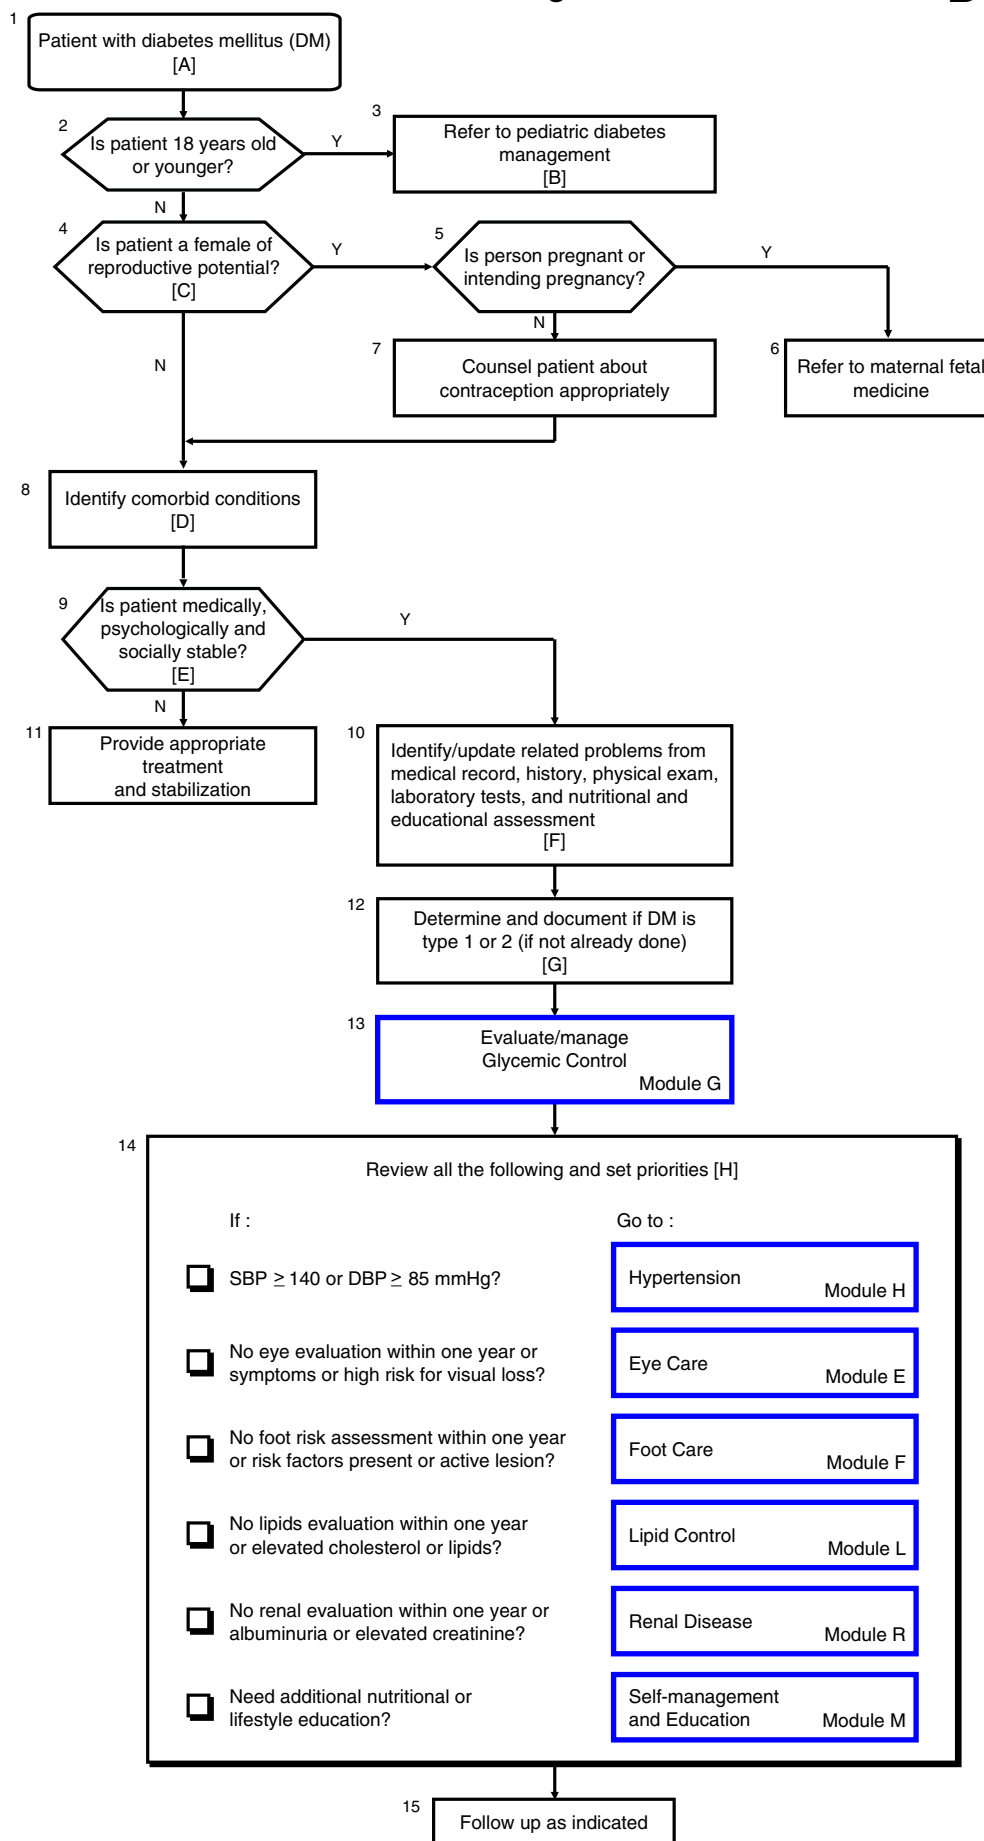 1
Patient with diabetes mellitus (DM)
[A]
2
Is patient 18 years old
or younger?
Y
3
Refer to pediatric diabetes
management
[B]
N
4
Is patient a female of
reproductive potential?
[C]
Y
5
Is person pregnant or
intending pregnancy?
Y
N
N
7
Counsel patient about
contraception appropriately
6
Refer to maternal fetal
medicine
8
Identify comorbid conditions
[D]
9
Is patient medically,
psychologically and
socially stable?
[E]
Y
N
11
Provide appropriate
treatment
and stabilization
10
Identify/update related problems from
medical record, history, physical exam,
laboratory tests, and nutritional and
educational assessment
[F]
12
Determine and document if DM is
type 1 or 2 (if not already done)
[G]
13
Evaluate/manage
Glycemic Control
Module G
14
Review all the following and set priorities [H]
If :
Go to :
SBP ≥ 140 or DBP ≥ 85 mmHg?
Hypertension
Module H
No eye evaluation within one year or
symptoms or high risk for visual loss?
Eye Care
Module E
No foot risk assessment within one year
or risk factors present or active lesion?
Foot Care
Module F
No lipids evaluation within one year
or elevated cholesterol or lipids?
Lipid Control
Module L
No renal evaluation within one year or
albuminuria or elevated creatinine?
Renal Disease
Module R
Need additional nutritional or
lifestyle education?
Self-management
and Education
Module M
15
Follow up as indicated